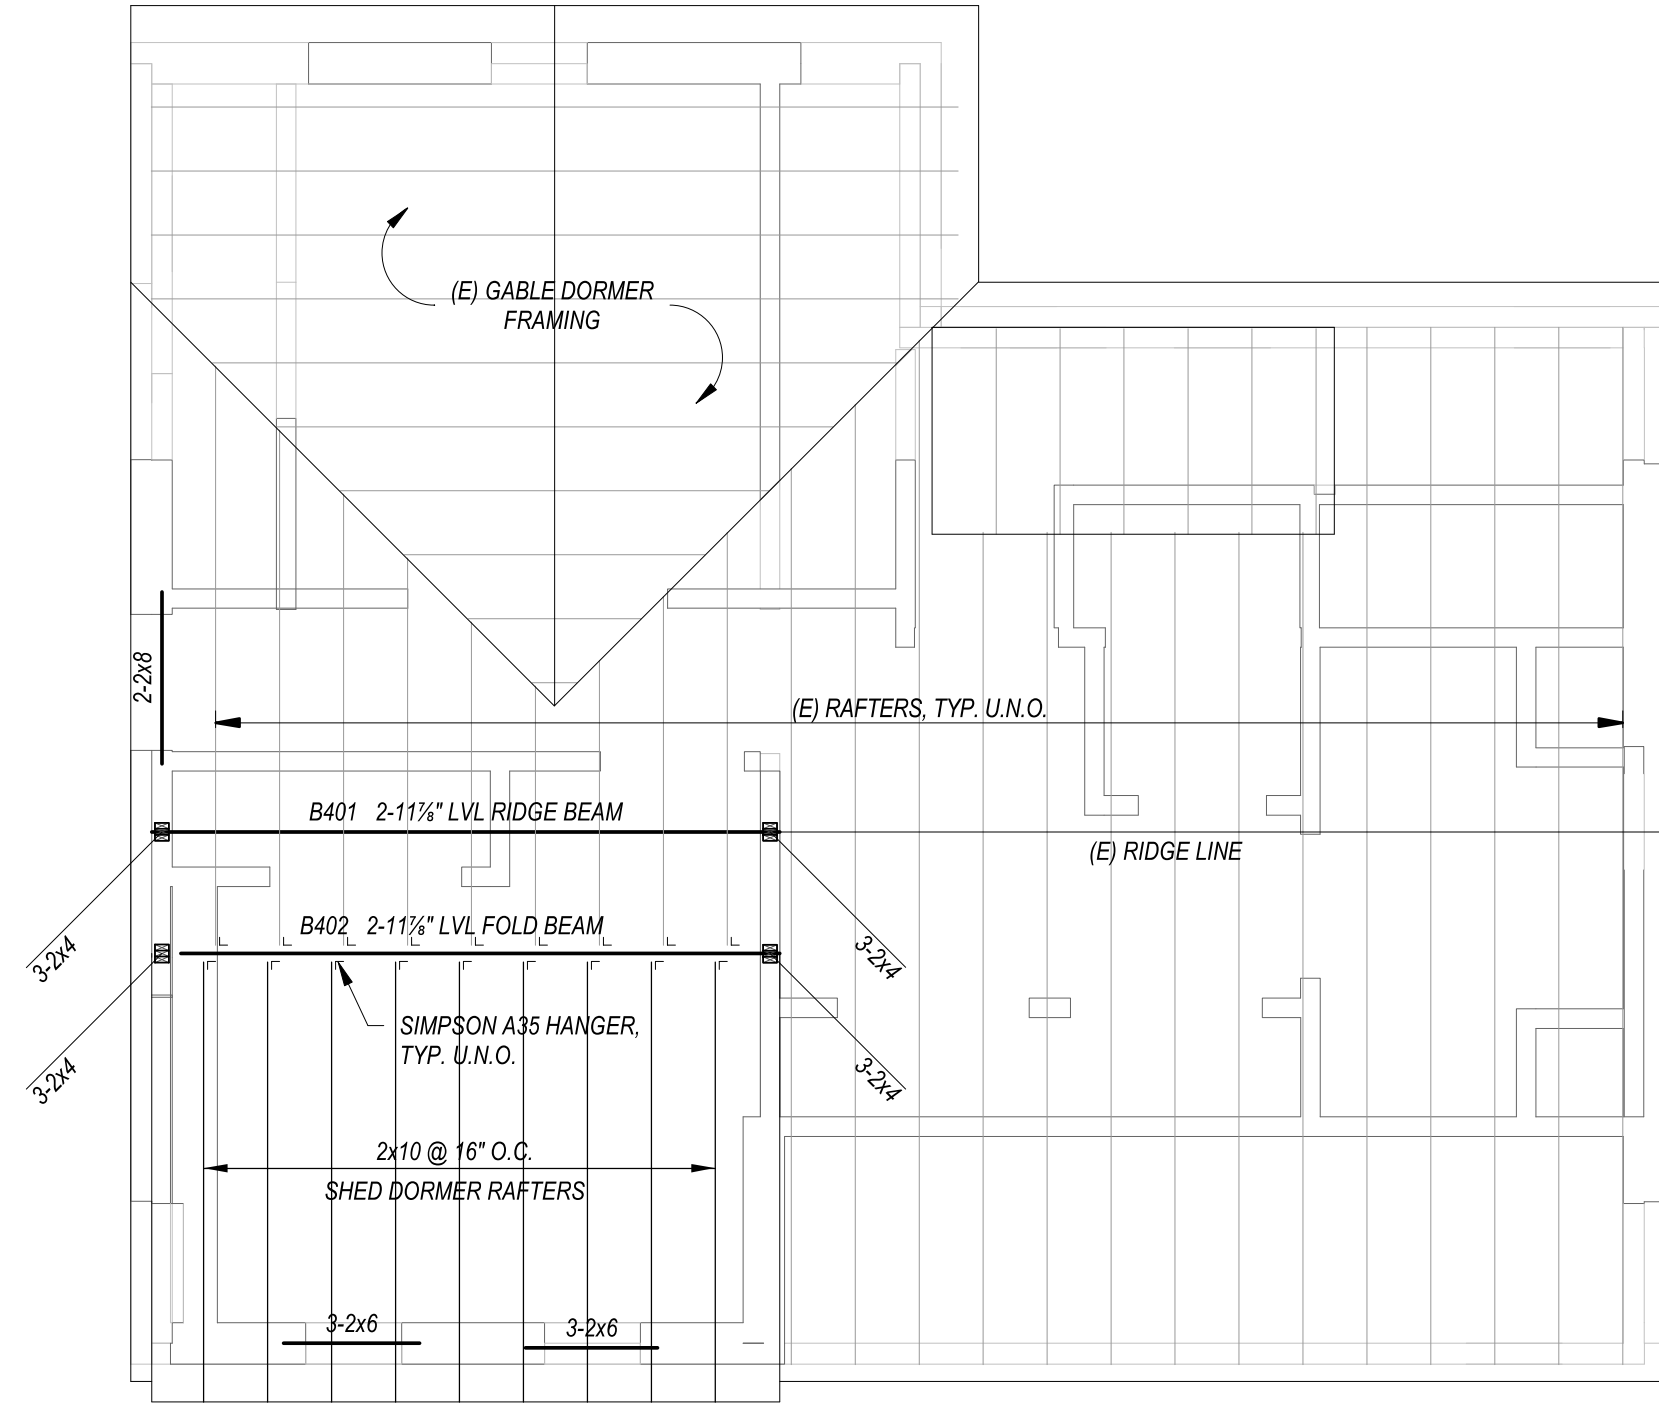 (E) GABLE DORMER
FRAMING
2-2x8
(E) RAFTERS, TYP. U.N.O.
B401 2-11⅞" LVL RIDGE BEAM
(E) RIDGE LINE
B402 2-11⅞" LVL FOLD BEAM
3-2x4
3-2x4
SIMPSON A35 HANGER,
TYP. U.N.O.
3-2x4
3-2x4
2x10 @ 16" O.C.
SHED DORMER RAFTERS
3-2x6
3-2x6